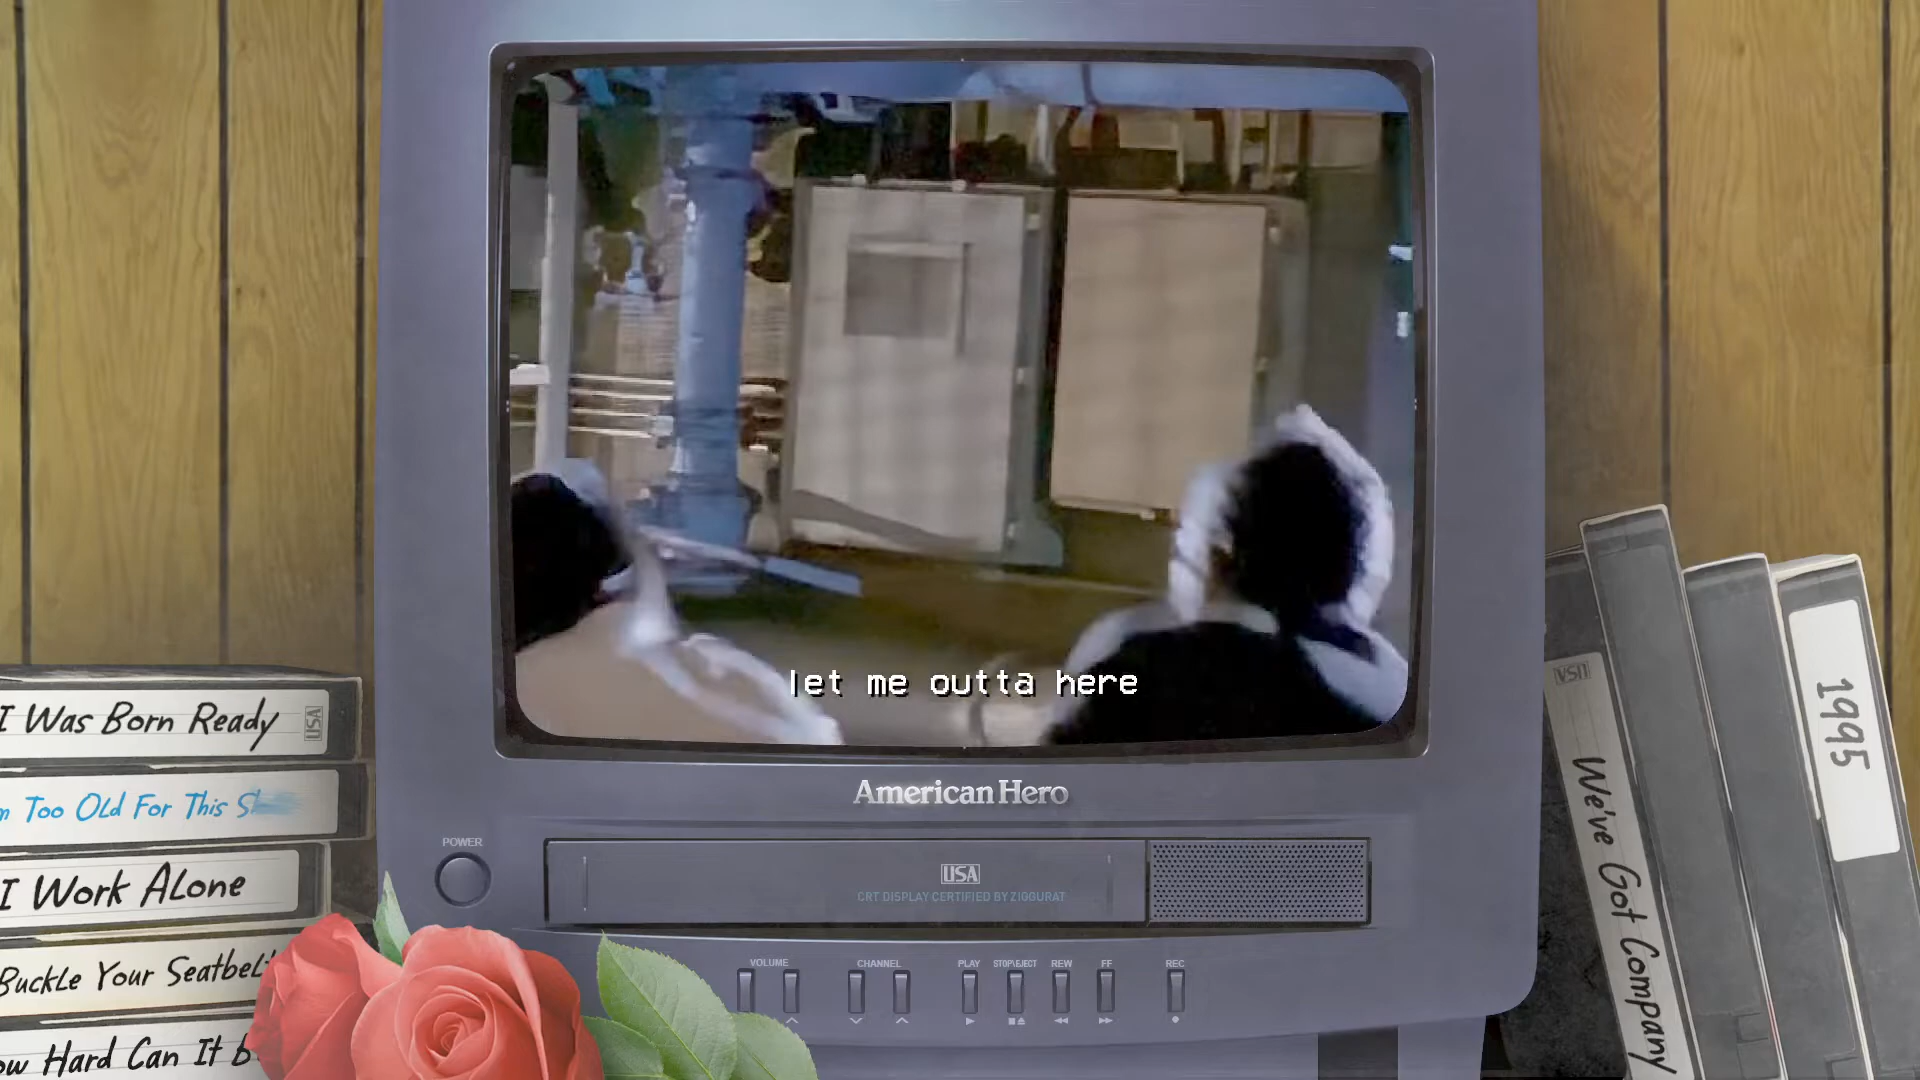 let me outta here
American Hero
POWER
USA
CRT DISPLAY CERTIFIED BY ZIGGURAT
VOLUME
CHANNEL
PLAY
STOP\EJECT
REW
FF
REC
I Was Born Ready
USA
Too Old For This
I Work Alone
Buckle Your Seatbel
Hard Can It
USA
We've Got Company
1995